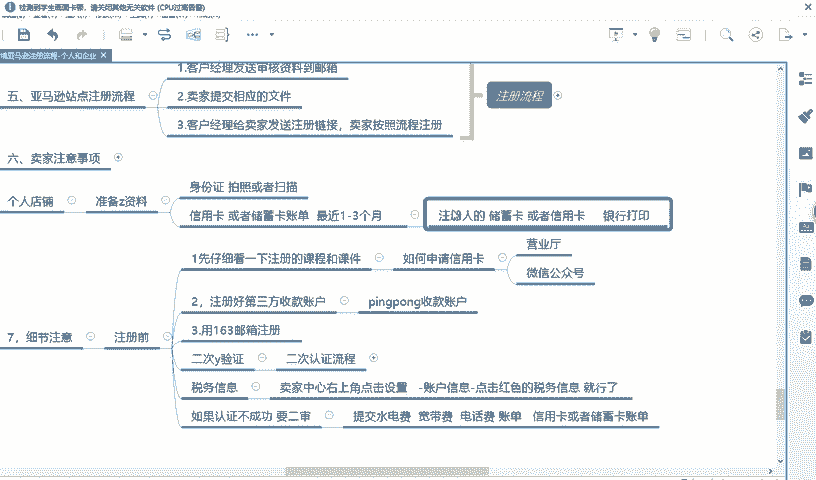 检测到学生底层卡顿，请关闭其他无关软件 (CPU过高告警)
亚马逊注册流程-个人和企业
1.客户经理发送审核资料到邮箱
五、亚马逊站点注册流程
2.卖家提交相应的文件
注册流程
3.客户经理给卖家发送注册链接，卖家按照流程注册
六、卖家注意事项
身份证 拍照或者扫描
个人店铺
准备z资料
信用卡 或者储蓄卡账单 最近1-3个月
注册人的 储蓄卡 或者信用卡 银行打印
营业厅
1先仔细看一下注册的课程和课件
如何申请信用卡
微信公众号
2，注册好第三方收款账户
pingpong收款账户
7，细节注意
注册前
3.用163邮箱注册
二次y验证
二次认证流程
税务信息
卖家中心右上角点击设置 -账户信息-点击红色的税务信息 就行了
如果认证不成功 要二审
提交水电费 宽带费 电话费 账单 信用卡或者储蓄卡账单